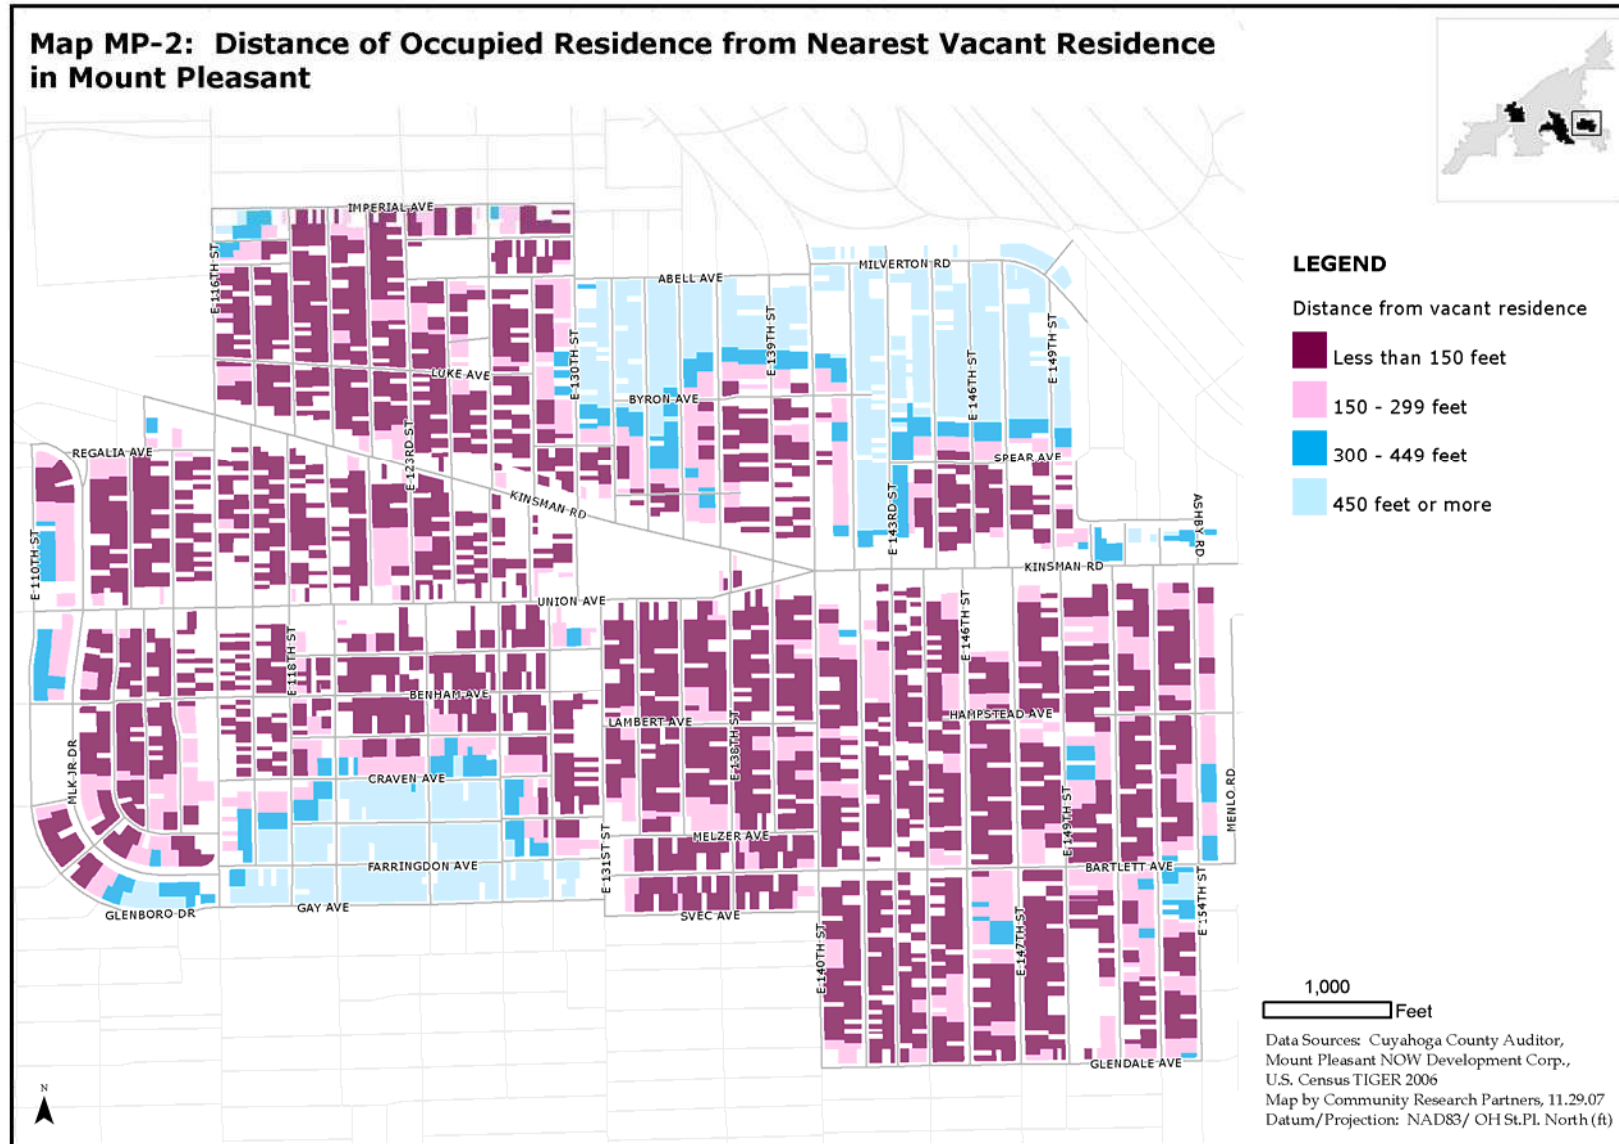 Map MP-2: Distance of Occupied Residence from Nearest Vacant Residence
in Mount Pleasant
IMPERIAL AVE
E 116TH ST
ABELL AVE
MILVERTON RD
E 130TH ST
E 139TH ST
E 146TH ST
E 149TH ST
LUKE AVE
BYRON AVE
REGALIA AVE
E 123RD ST
SPEAR AVE
KINSMAN RD
E 143RD ST
ASHBY RD
E 110TH ST
KINSMAN RD
UNION AVE
E 118TH ST
E 146TH ST
BENHAM AVE
LAMBERT AVE
E 138TH ST
HAMPSTEAD AVE
MLK JR DR
CRAVEN AVE
E 149TH ST
MENLO RD
MELZER AVE
FARRINGDON AVE
E 131ST ST
BARTLETT AVE
GLENBORO DR
GAY AVE
SVEC AVE
E 154TH ST
E 140TH ST
E 147TH ST
GLENDALE AVE
N
LEGEND
Distance from vacant residence
Less than 150 feet
150 - 299 feet
300 - 449 feet
450 feet or more
1,000
Feet
Data Sources: Cuyahoga County Auditor,
Mount Pleasant NOW Development Corp.,
U.S. Census TIGER 2006
Map by Community Research Partners, 11.29.07
Datum/Projection: NAD83/ OH St.Pl. North (ft)